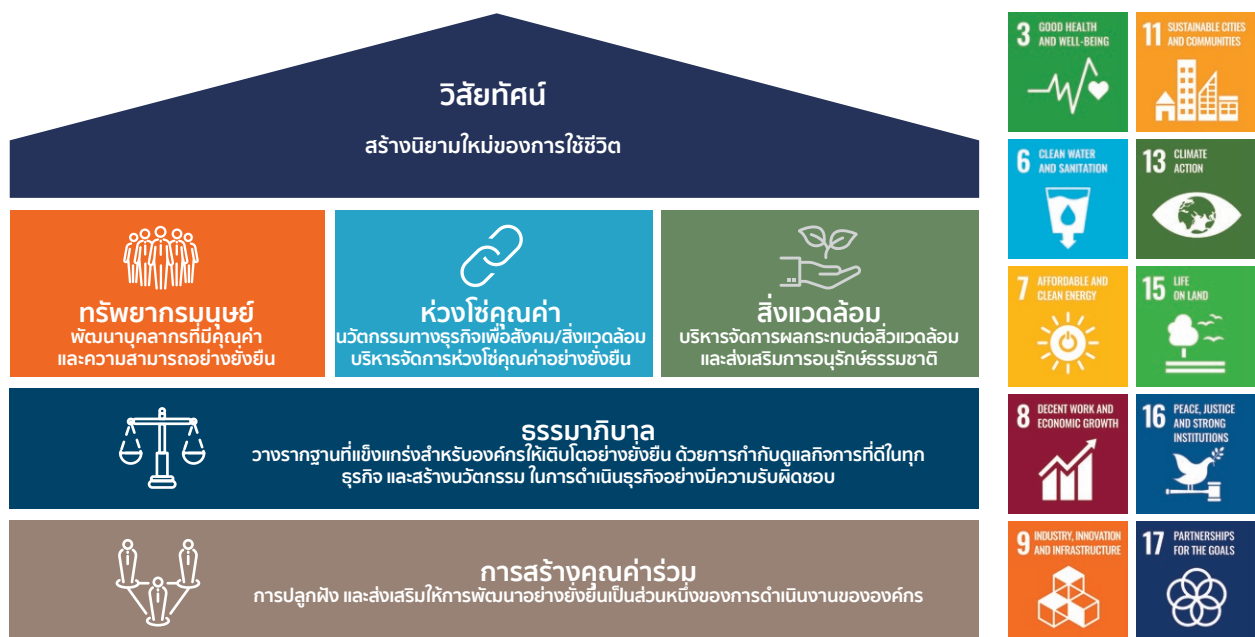 วิสัยทัศน์
สร้างนิยามใหม่ของการใช้ชีวิต
ทรัพยากรมนุษย์
พัฒนาบุคลากรที่มีคุณค่า
และความสามารถอย่างยั่งยืน
ห่วงโซ่คุณค่า
นวัตกรรมทางธุรกิจเพื่อสังคม/สิ่งแวดล้อม
บริหารจัดการห่วงโซ่คุณค่าอย่างยั่งยืน
สิ่งแวดล้อม
บริหารจัดการผลกระทบต่อสิ่วแวดล้อม
และส่งเสริมการอนุรักษ์ธรรมชาติ
ธรรมาภิบาล
วางรากฐานที่แข็งแกร่งสำหรับองค์กรให้เติบโตอย่างยั่งยืน ด้วยการกำกับดูแลกิจการที่ดีในทุก
ธุรกิจ และสร้างนวัตกรรม ในการดำเนินธุรกิจอย่างมีความรับผิดชอบ
การสร้างคุณค่าร่วม
การปลูกฝัง และส่งเสริมให้การพัฒนาอย่างยั่งยืนเป็นส่วนหนึ่งของการดำเนินงานขององค์กร
3 GOOD HEALTH
AND WELL-BEING
11 SUSTAINABLE CITIES
AND COMMUNITIES
6 CLEAN WATER
AND SANITATION
13 CLIMATE
ACTION
7 AFFORDABLE AND
CLEAN ENERGY
15 LIFE
ON LAND
8 DECENT WORK AND
ECONOMIC GROWTH
16 PEACE, JUSTICE
AND STRONG
INSTITUTIONS
9 INDUSTRY, INNOVATION
AND INFRASTRUCTURE
17 PARTNERSHIPS
FOR THE GOALS